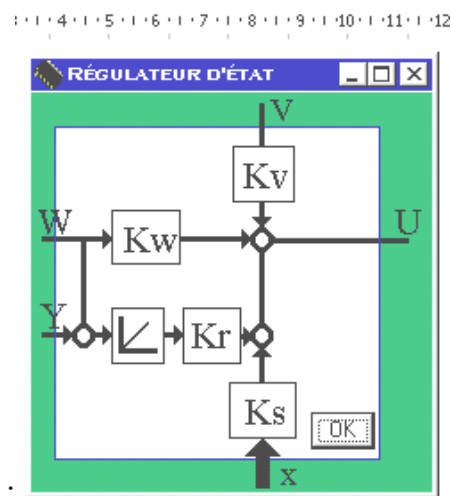 · 4 · 5 · 6 · 7 · 8 · 9 · 10 · 11 · 12
RÉGULATEUR D'ÉTAT
V
Kv
W
Kw
U
Y
Kr
Ks
OK
x
.